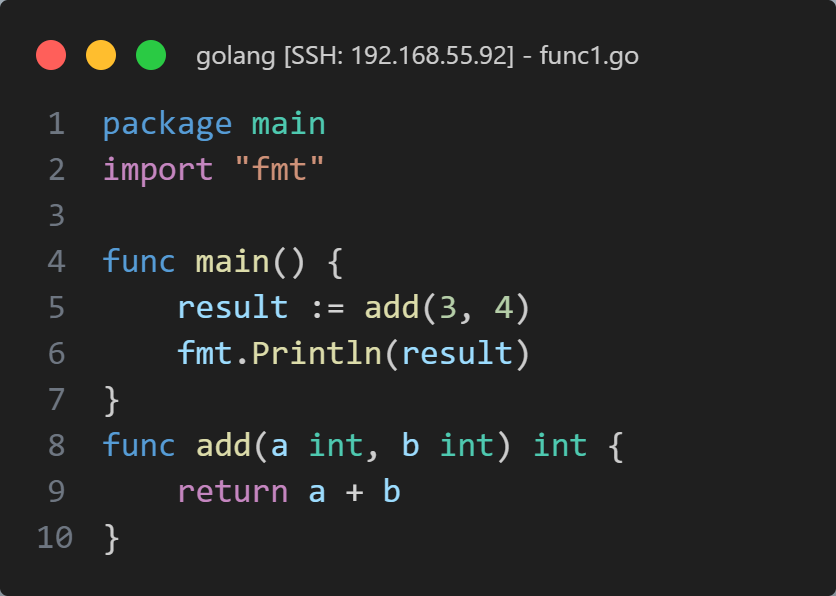 golang [SSH: 192.168.55.92] - func1.go
1 package main
2 import "fmt"
3
4 func main() {
5     result := add(3, 4)
6     fmt.Println(result)
7 }
8 func add(a int, b int) int {
9     return a + b
10 }